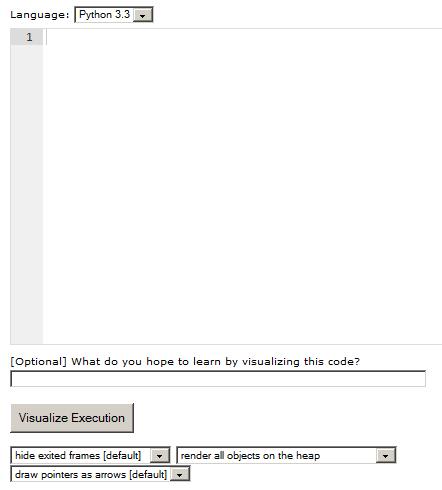 Language: Python 3.3
1
[Optional] What do you hope to learn by visualizing this code?
Visualize Execution
hide exited frames [default] render all objects on the heap
draw pointers as arrows [default]